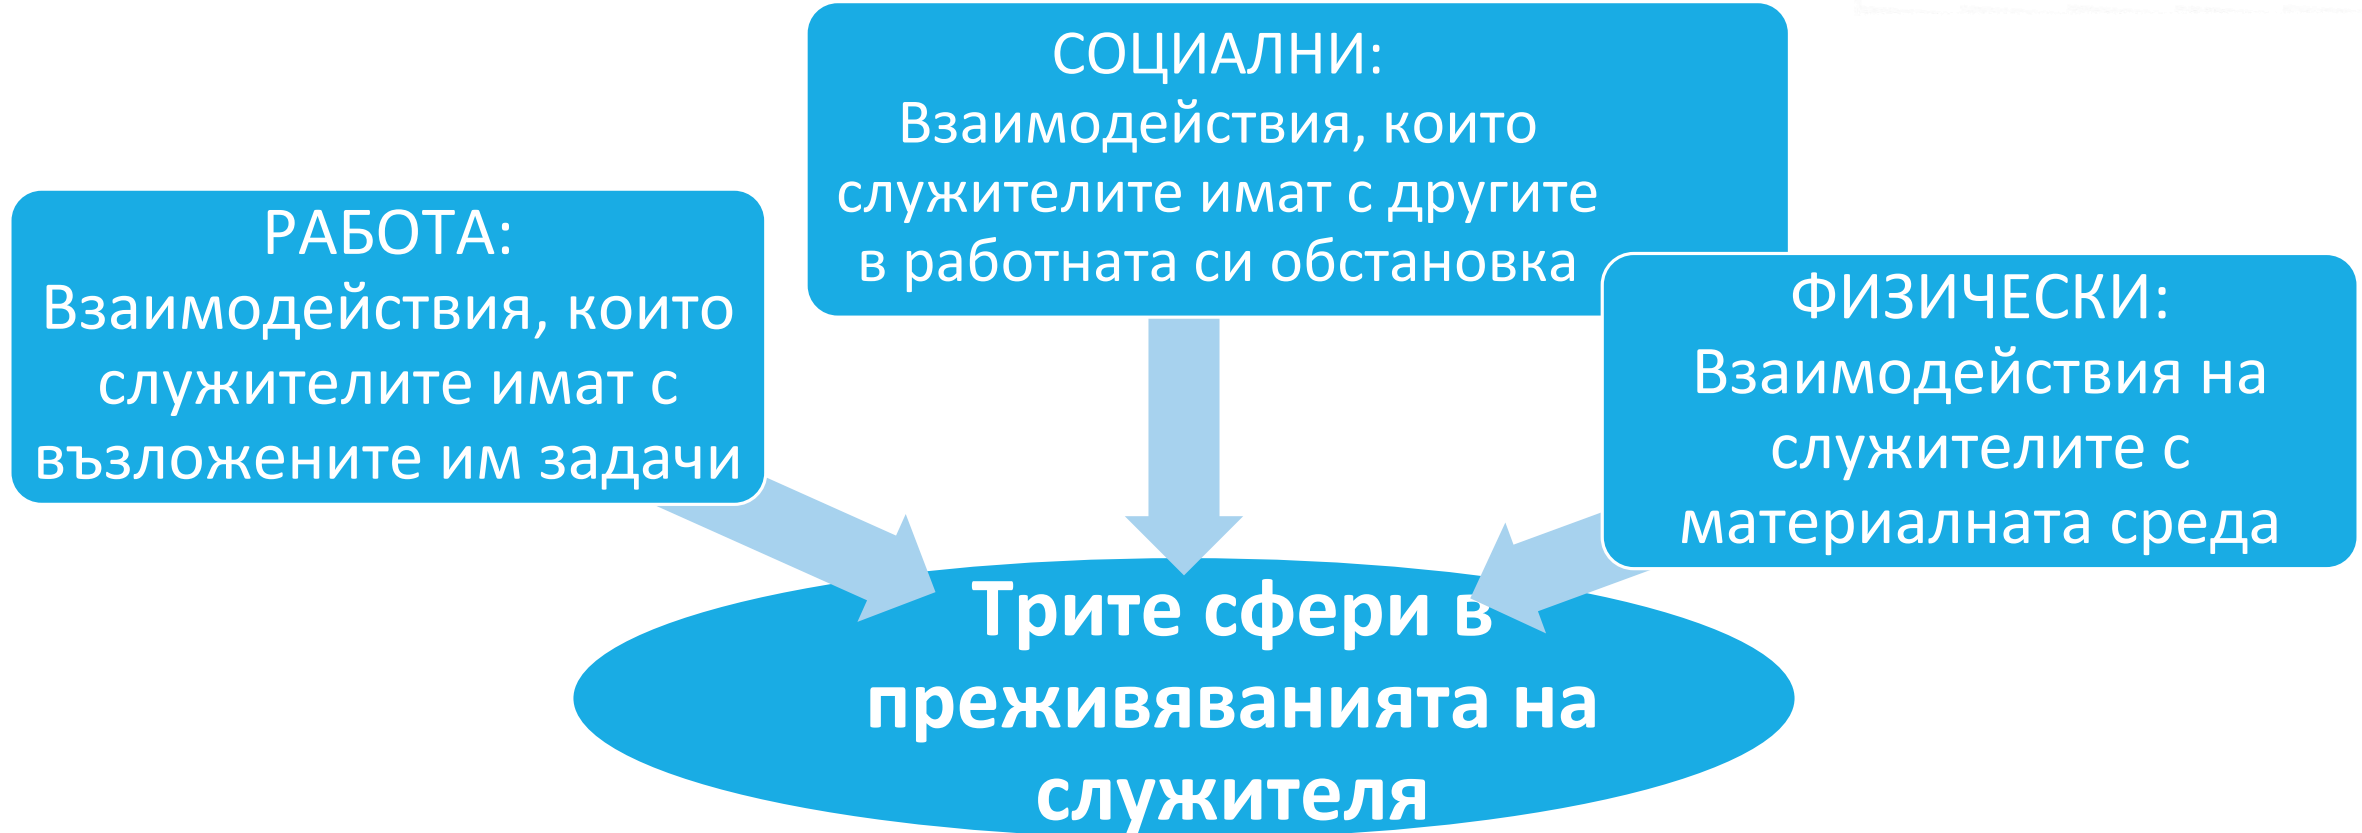 СОЦИАЛНИ:
Взаимодействия, които
служителите имат с другите
в работната си обстановка
РАБОТА:
Взаимодействия, които
служителите имат с
възложените им задачи
ФИЗИЧЕСКИ:
Взаимодействия на
служителите с
материалната среда
Трите сфери в
преживяванията на
служителя